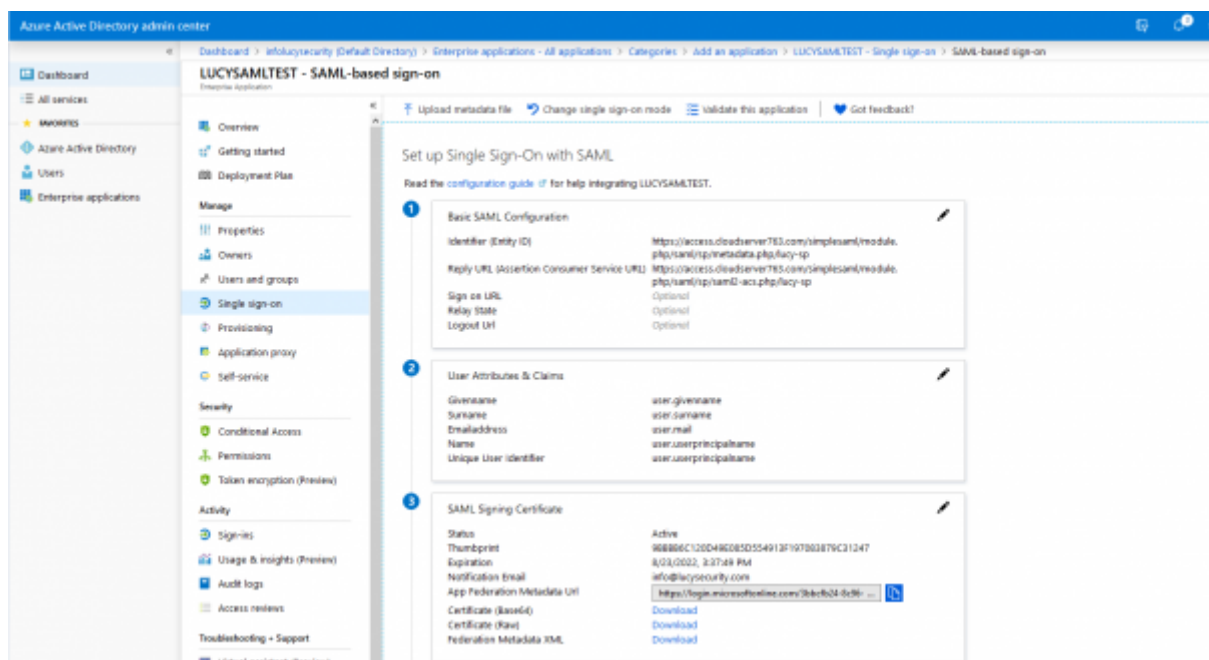 Azure Active Directory admin center
Dashboard > infolucysecurity (Default Directory) > Enterprise applications - All applications > Categories > Add an application > LUCYSAMLTEST - Single sign-on > SAML-based sign-on
LUCYSAMLTEST - SAML-based sign-on
Enterprise Application
Dashboard
All services
FAVORITES
Azure Active Directory
Users
Enterprise applications
Overview
Getting started
Deployment Plan
Manage
Properties
Owners
Users and groups
Single sign-on
Provisioning
Application proxy
Self-service
Security
Conditional Access
Permissions
Token encryption (Preview)
Activity
Sign-ins
Usage & insights (Preview)
Audit logs
Access reviews
Troubleshooting + Support
Upload metadata file Change single sign-on mode Validate this application Got feedback?
Set up Single Sign-On with SAML
Read the configuration guide for help integrating LUCYSAMLTEST.
1
Basic SAML Configuration
Identifier (Entity ID) https://access.cloudserver763.com/simplesaml/module.
php/saml/sp/metadata.php/lucy-sp
Reply URL (Assertion Consumer Service URL) https://access.cloudserver763.com/simplesaml/module.
php/saml/sp/saml2-acs.php/lucy-sp
Sign on URL Optional
Relay State Optional
Logout Url Optional
2
User Attributes & Claims
Givenname user.givenname
Surname user.surname
Emailaddress user.mail
Name user.userprincipalname
Unique User Identifier user.userprincipalname
3
SAML Signing Certificate
Status Active
Thumbprint
Expiration 8/23/2022, 3:37:49 PM
Notification Email info@lucysecurity.com
App Federation Metadata Url https://login.microsoftonline.com/ ...
Certificate (Base64) Download
Certificate (Raw) Download
Federation Metadata XML Download